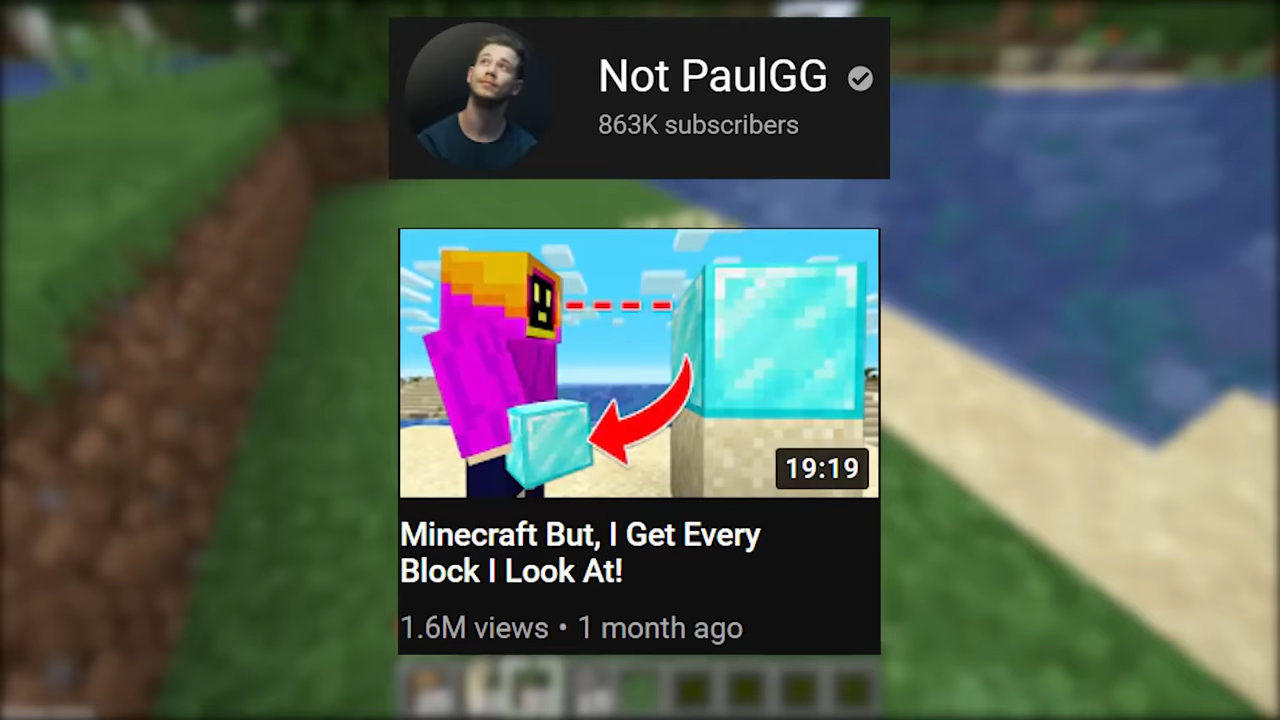 Not PaulGG
863K subscribers
19:19
Minecraft But, I Get Every
Block I Look At!
1.6M views • 1 month ago